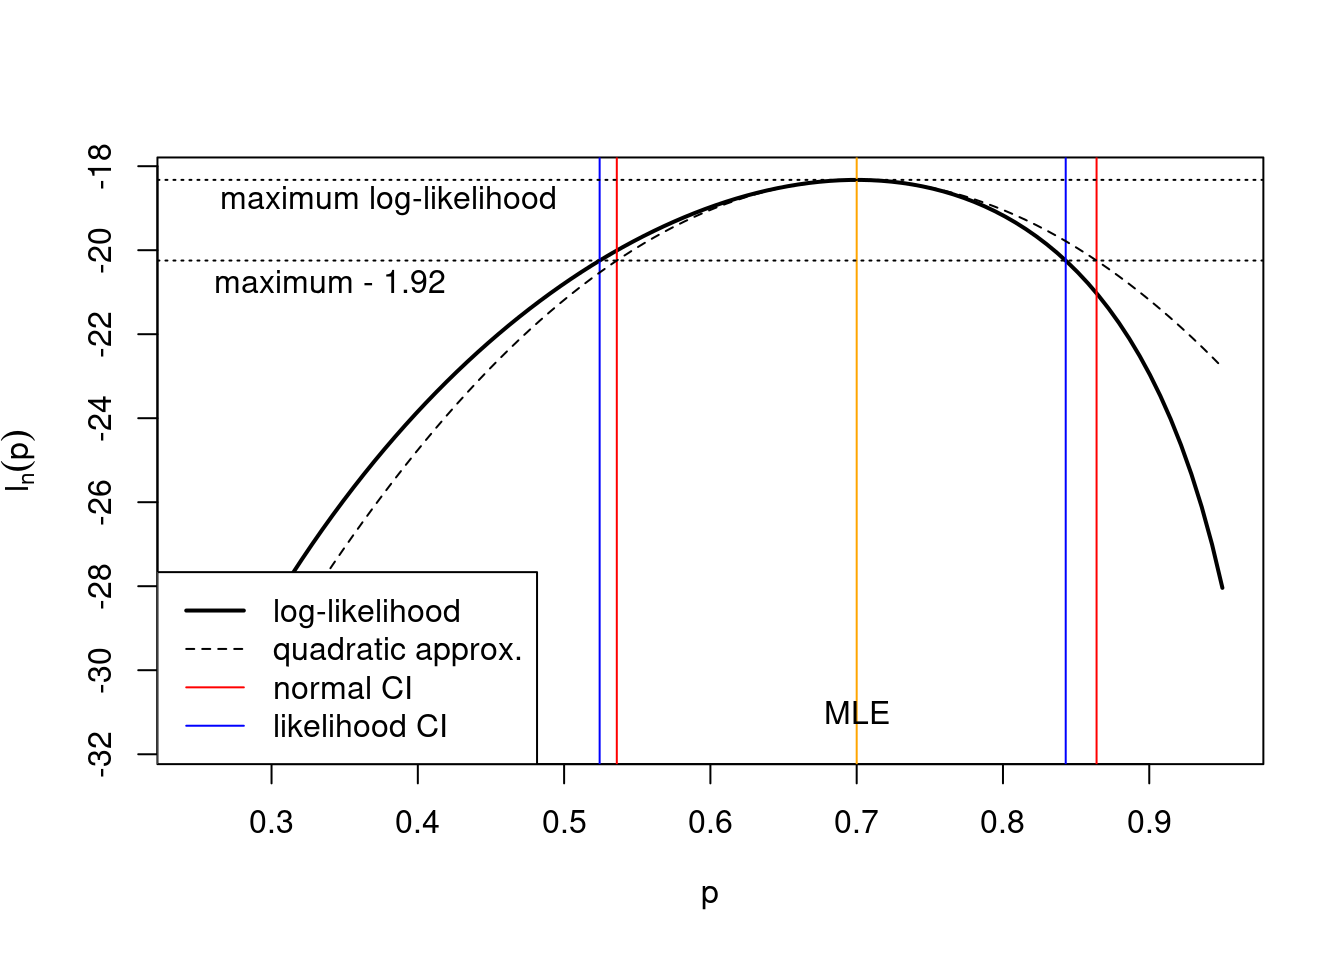 -18
-20
-22
-24
-26
-28
-30
-32
lₙ(p)
maximum log-likelihood
maximum - 1.92
log-likelihood
quadratic approx.
normal CI
likelihood CI
MLE
0.3 0.4 0.5 0.6 0.7 0.8 0.9
p